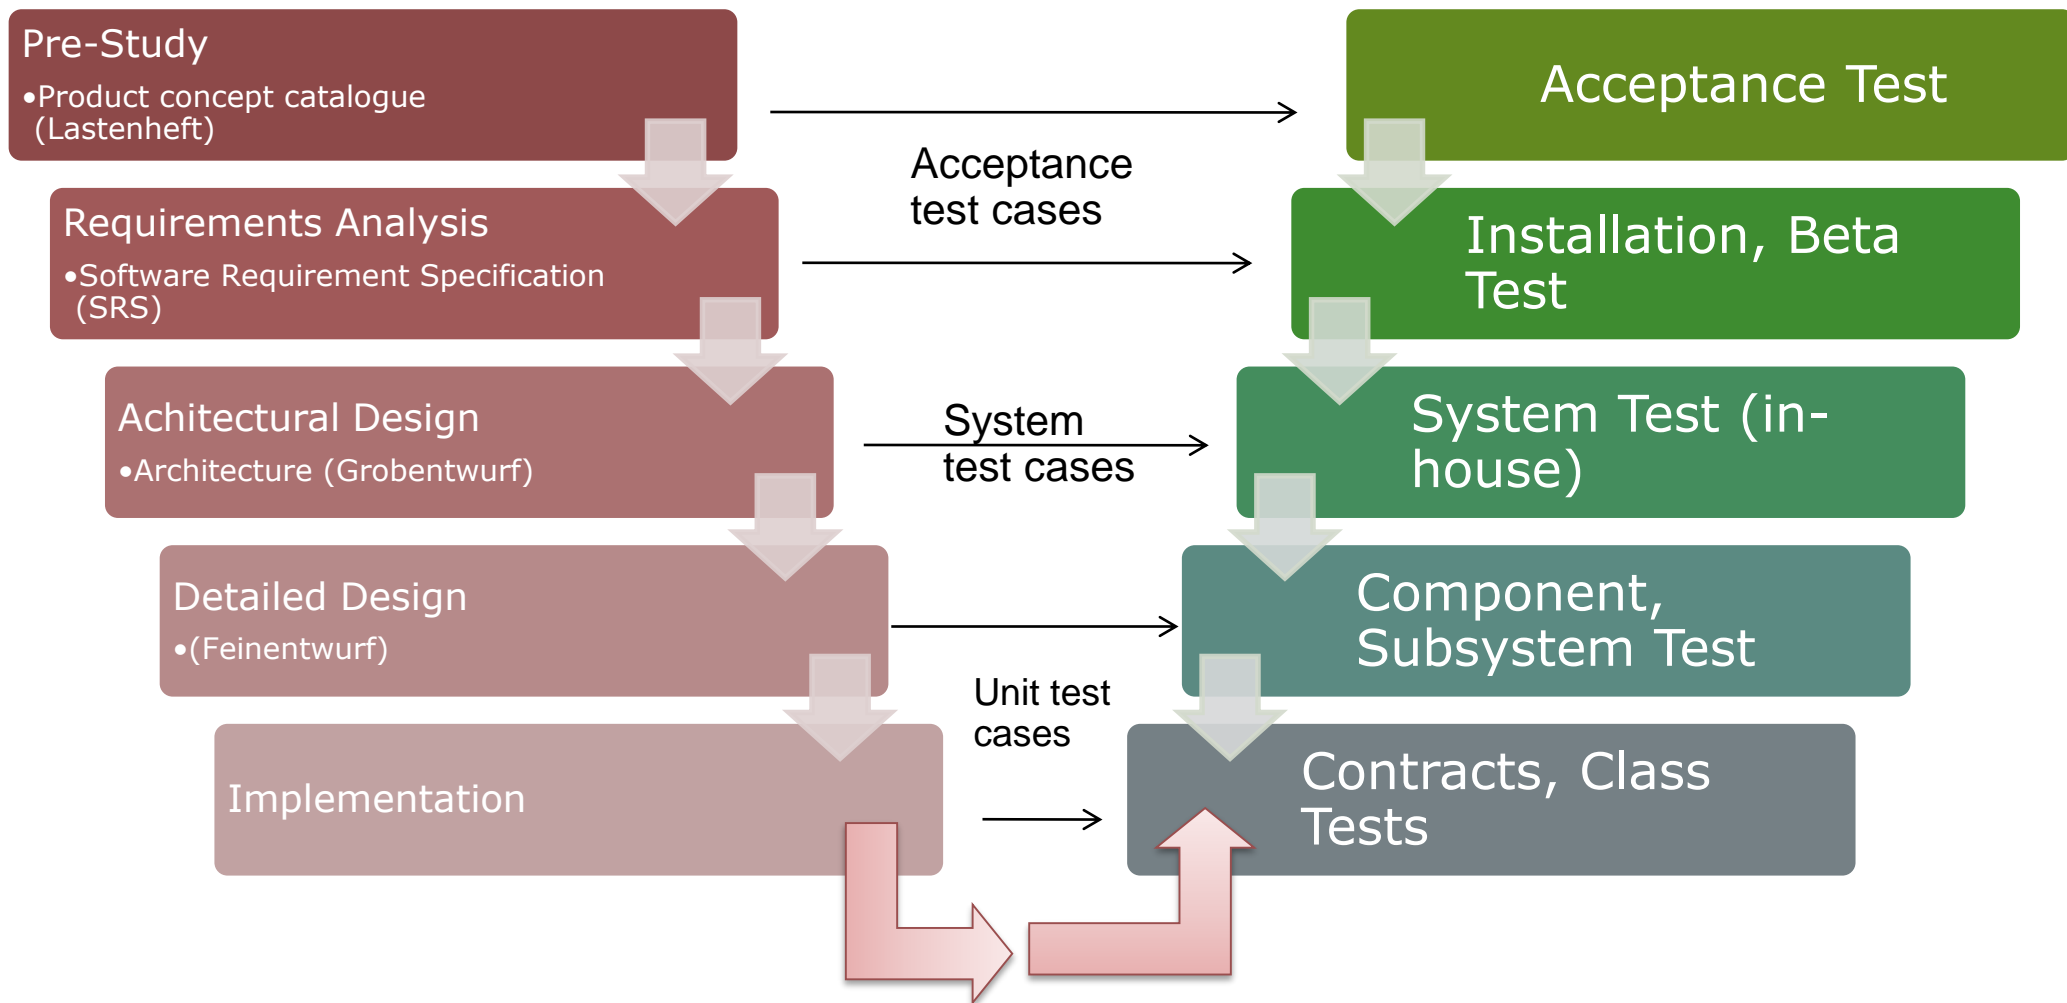 Pre-Study
•Product concept catalogue
(Lastenheft)
Requirements Analysis
•Software Requirement Specification
(SRS)
Achitectural Design
•Architecture (Grobentwurf)
Detailed Design
•(Feinentwurf)
Implementation
Acceptance
test cases
System
test cases
Unit test
cases
Acceptance Test
Installation, Beta
Test
System Test (in-
house)
Component,
Subsystem Test
Contracts, Class
Tests